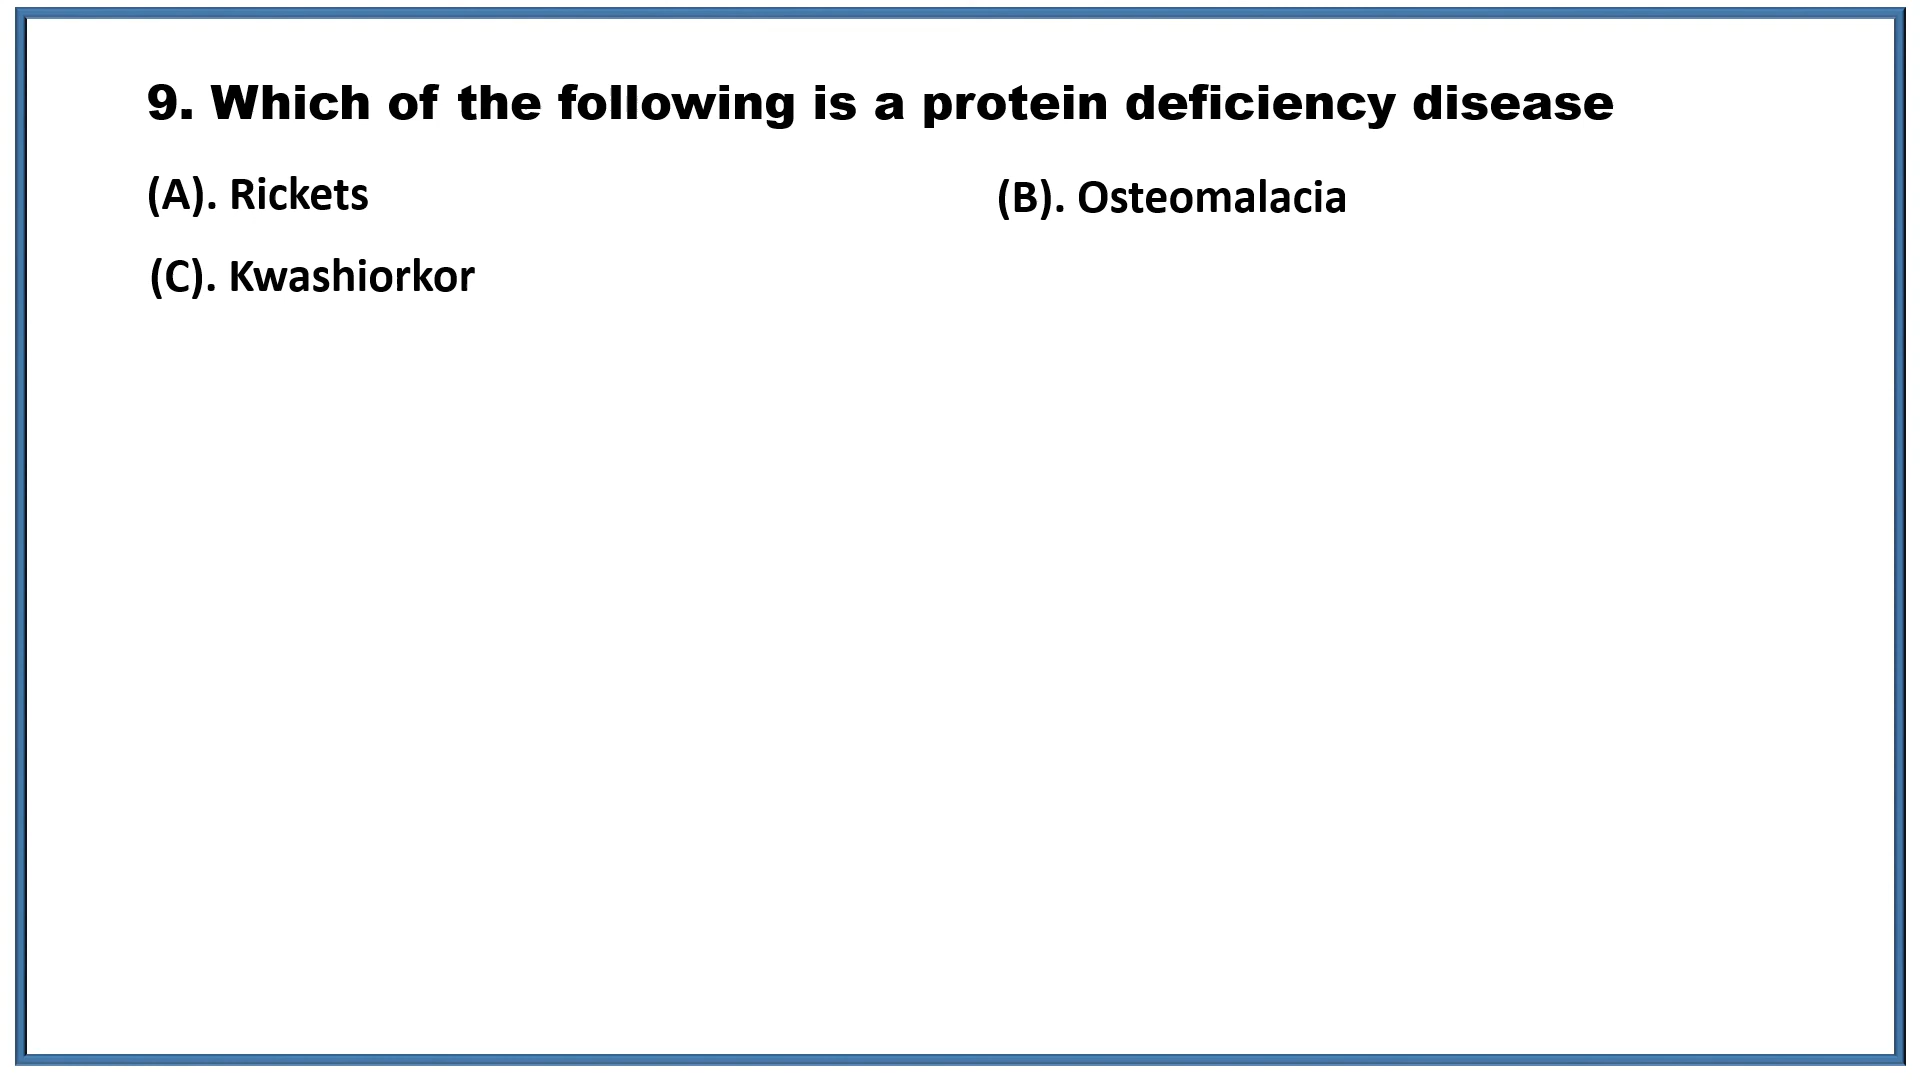 9. Which of the following is a protein deficiency disease
(A). Rickets
(B). Osteomalacia
(C). Kwashiorkor